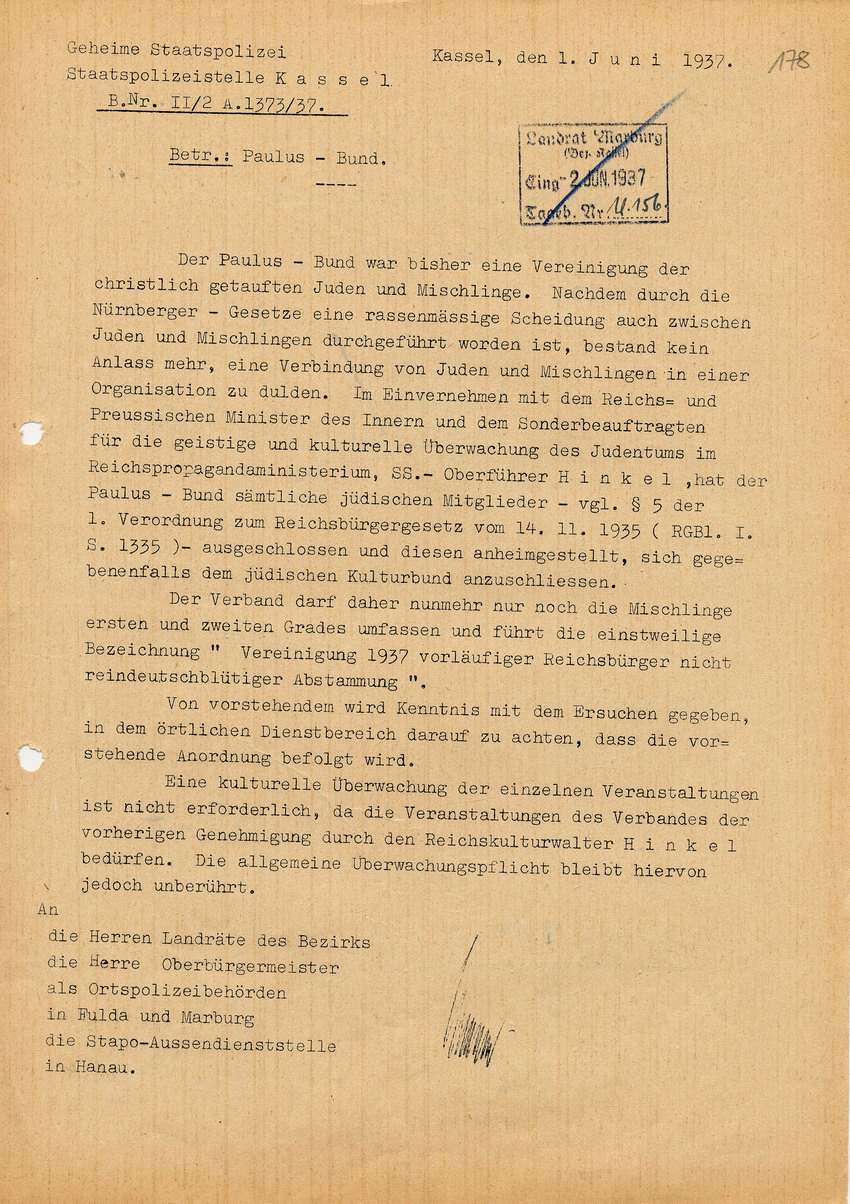 Geheime Staatspolizei
Staatspolizeistelle K a s s e l
B.Nr. II/2 A.1373/37.
Kassel, den 1. J u n i 1937.
178
Landrat Marburg
(Bez. Kassel)
Eing. 2. JUN. 1937
Tageb. Nr.
Betr.: Paulus - Bund.
----
Der Paulus - Bund war bisher eine Vereinigung der
christlich getauften Juden und Mischlinge. Nachdem durch die
Nürnberger - Gesetze eine rassenmässige Scheidung auch zwischen
Juden und Mischlingen durchgeführt worden ist, bestand kein
Anlass mehr, eine Verbindung von Juden und Mischlingen in einer
Organisation zu dulden. Im Einvernehmen mit dem Reichs= und
Preussischen Minister des Innern und dem Sonderbeauftragten
für die geistige und kulturelle Überwachung des Judentums im
Reichspropagandaministerium, SS.- Oberführer H i n k e l ,hat der
Paulus - Bund sämtliche jüdischen Mitglieder - vgl. § 5 der
1. Verordnung zum Reichsbürgergesetz vom 14. 11. 1935 ( RGBl. I.
S. 1335 )- ausgeschlossen und diesen anheimgestellt, sich gege=
benenfalls dem jüdischen Kulturbund anzuschliessen.
Der Verband darf daher nunmehr nur noch die Mischlinge
ersten und zweiten Grades umfassen und führt die einstweilige
Bezeichnung " Vereinigung 1937 vorläufiger Reichsbürger nicht
reindeutschblütiger Abstammung ".
Von vorstehendem wird Kenntnis mit dem Ersuchen gegeben,
in dem örtlichen Dienstbereich darauf zu achten, dass die vor=
stehende Anordnung befolgt wird.
Eine kulturelle Überwachung der einzelnen Veranstaltungen
ist nicht erforderlich, da die Veranstaltungen des Verbandes der
vorherigen Genehmigung durch den Reichskulturwalter H i n k e l
bedürfen. Die allgemeine Überwachungspflicht bleibt hiervon
jedoch unberührt.
An
die Herren Landräte des Bezirks
die Herre Oberbürgermeister
als Ortspolizeibehörden
in Fulda und Marburg
die Stapo-Aussendienststelle
in Hanau.